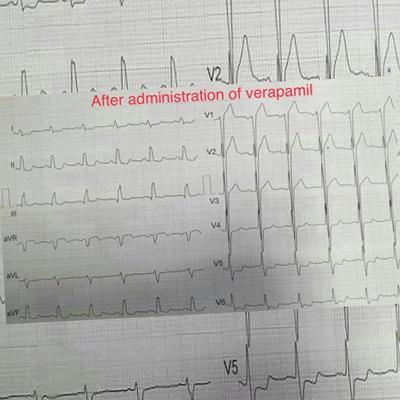 V2
After administration of verapamil
I
V1
II
V2
III
V3
aVR
V4
aVL
V5
aVF
V6
V5